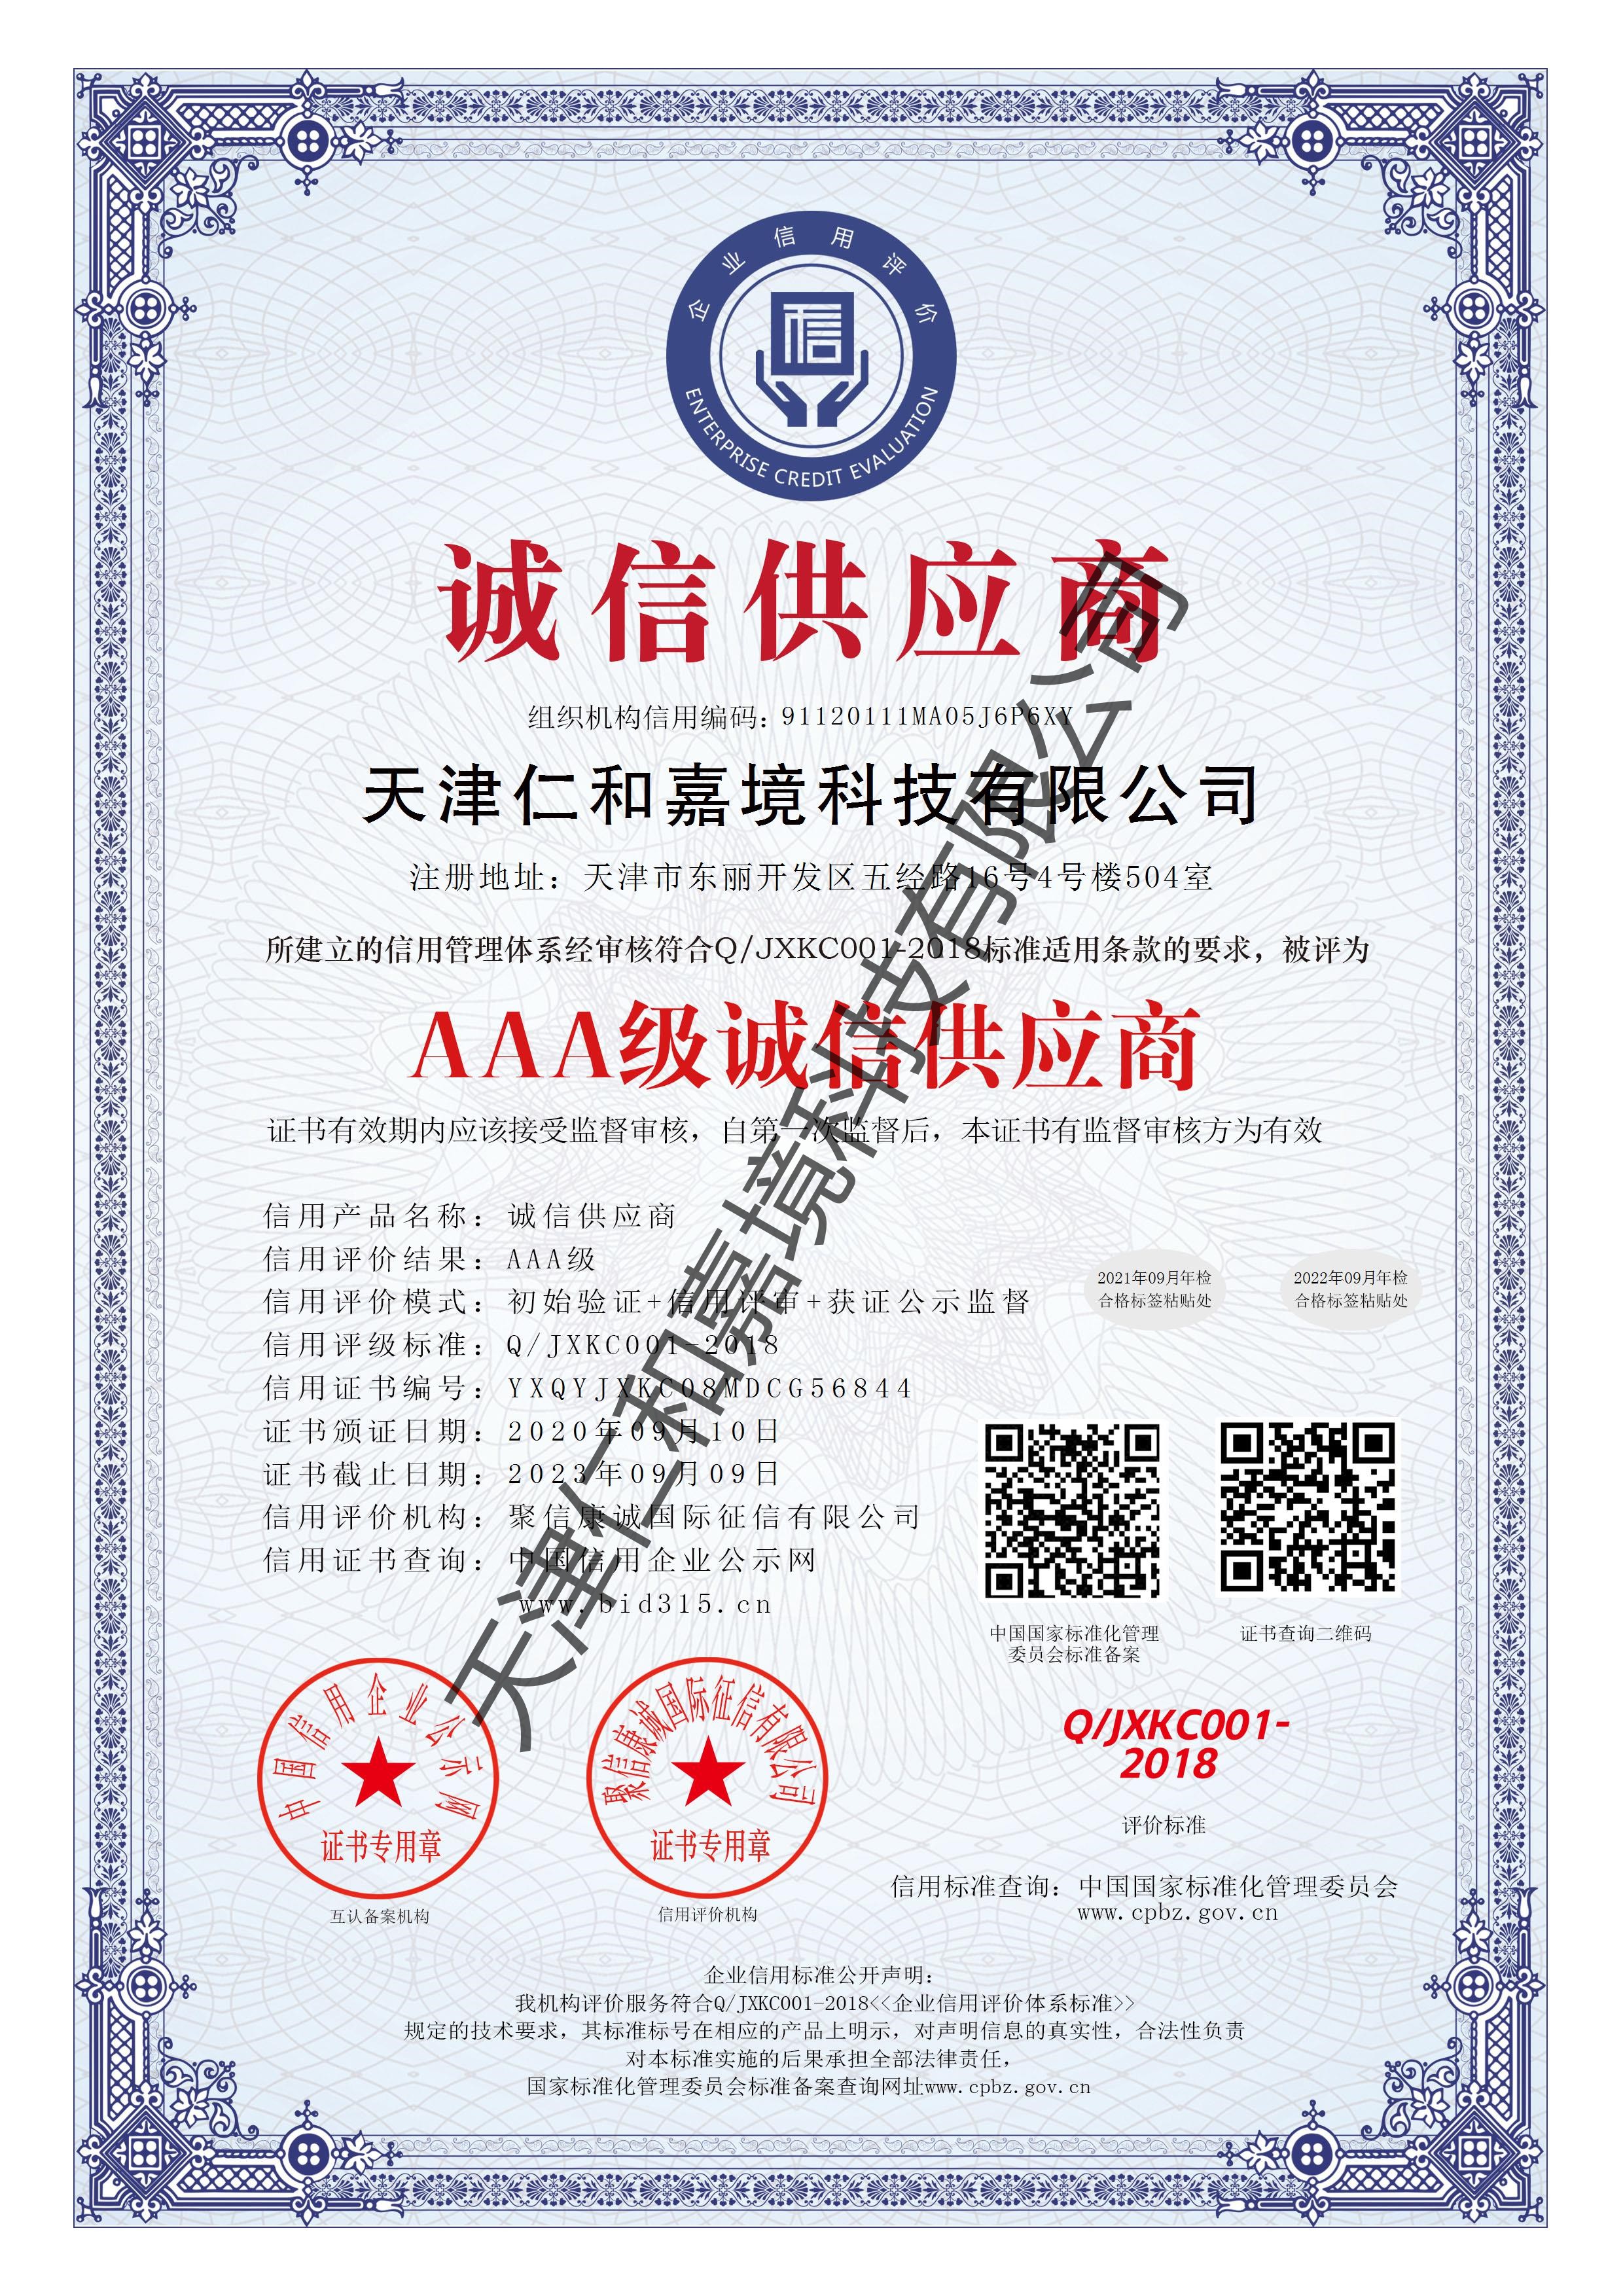 企业信用评价
信
ENTERPRISE CREDIT EVALUATION
诚信供应商
组织机构信用编码：91120111MA05J6P6XY
天津仁和嘉境科技有限公司
注册地址：天津市东丽开发区五经路16号4号楼504室
所建立的信用管理体系经审核符合Q/JXKC001-2018标准适用条款的要求，被评为
AAA级诚信供应商
证书有效期内应该接受监督审核，自第一次监督后，本证书有监督审核方为有效
信用产品名称：诚信供应商
信用评价结果：AAA级
信用评价模式：初始验证+信用评审+获证公示监督
信用评级标准：Q/JXKC001-2018
信用证书编号：YXQYJXKC08MDCG56844
证书颁证日期：2020年09月10日
证书截止日期：2023年09月09日
信用评价机构：聚信康诚国际征信有限公司
信用证书查询：中国信用企业公示网
www.bid315.cn
2021年09月年检
合格标签粘贴处
2022年09月年检
合格标签粘贴处
中国国家标准化管理
委员会标准备案
证书查询二维码
中国信用企业公示网
证书专用章
互认备案机构
聚信康诚国际征信有限公司
证书专用章
信用评价机构
Q/JXKC001-
2018
评价标准
信用标准查询：中国国家标准化管理委员会
www.cpbz.gov.cn
企业信用标准公开声明：
我机构评价服务符合Q/JXKC001-2018<<企业信用评价体系标准>>
规定的技术要求，其标准标号在相应的产品上明示，对声明信息的真实性，合法性负责
对本标准实施的后果承担全部法律责任，
国家标准化管理委员会标准备案查询网址www.cpbz.gov.cn
天津仁和嘉境科技有限公司